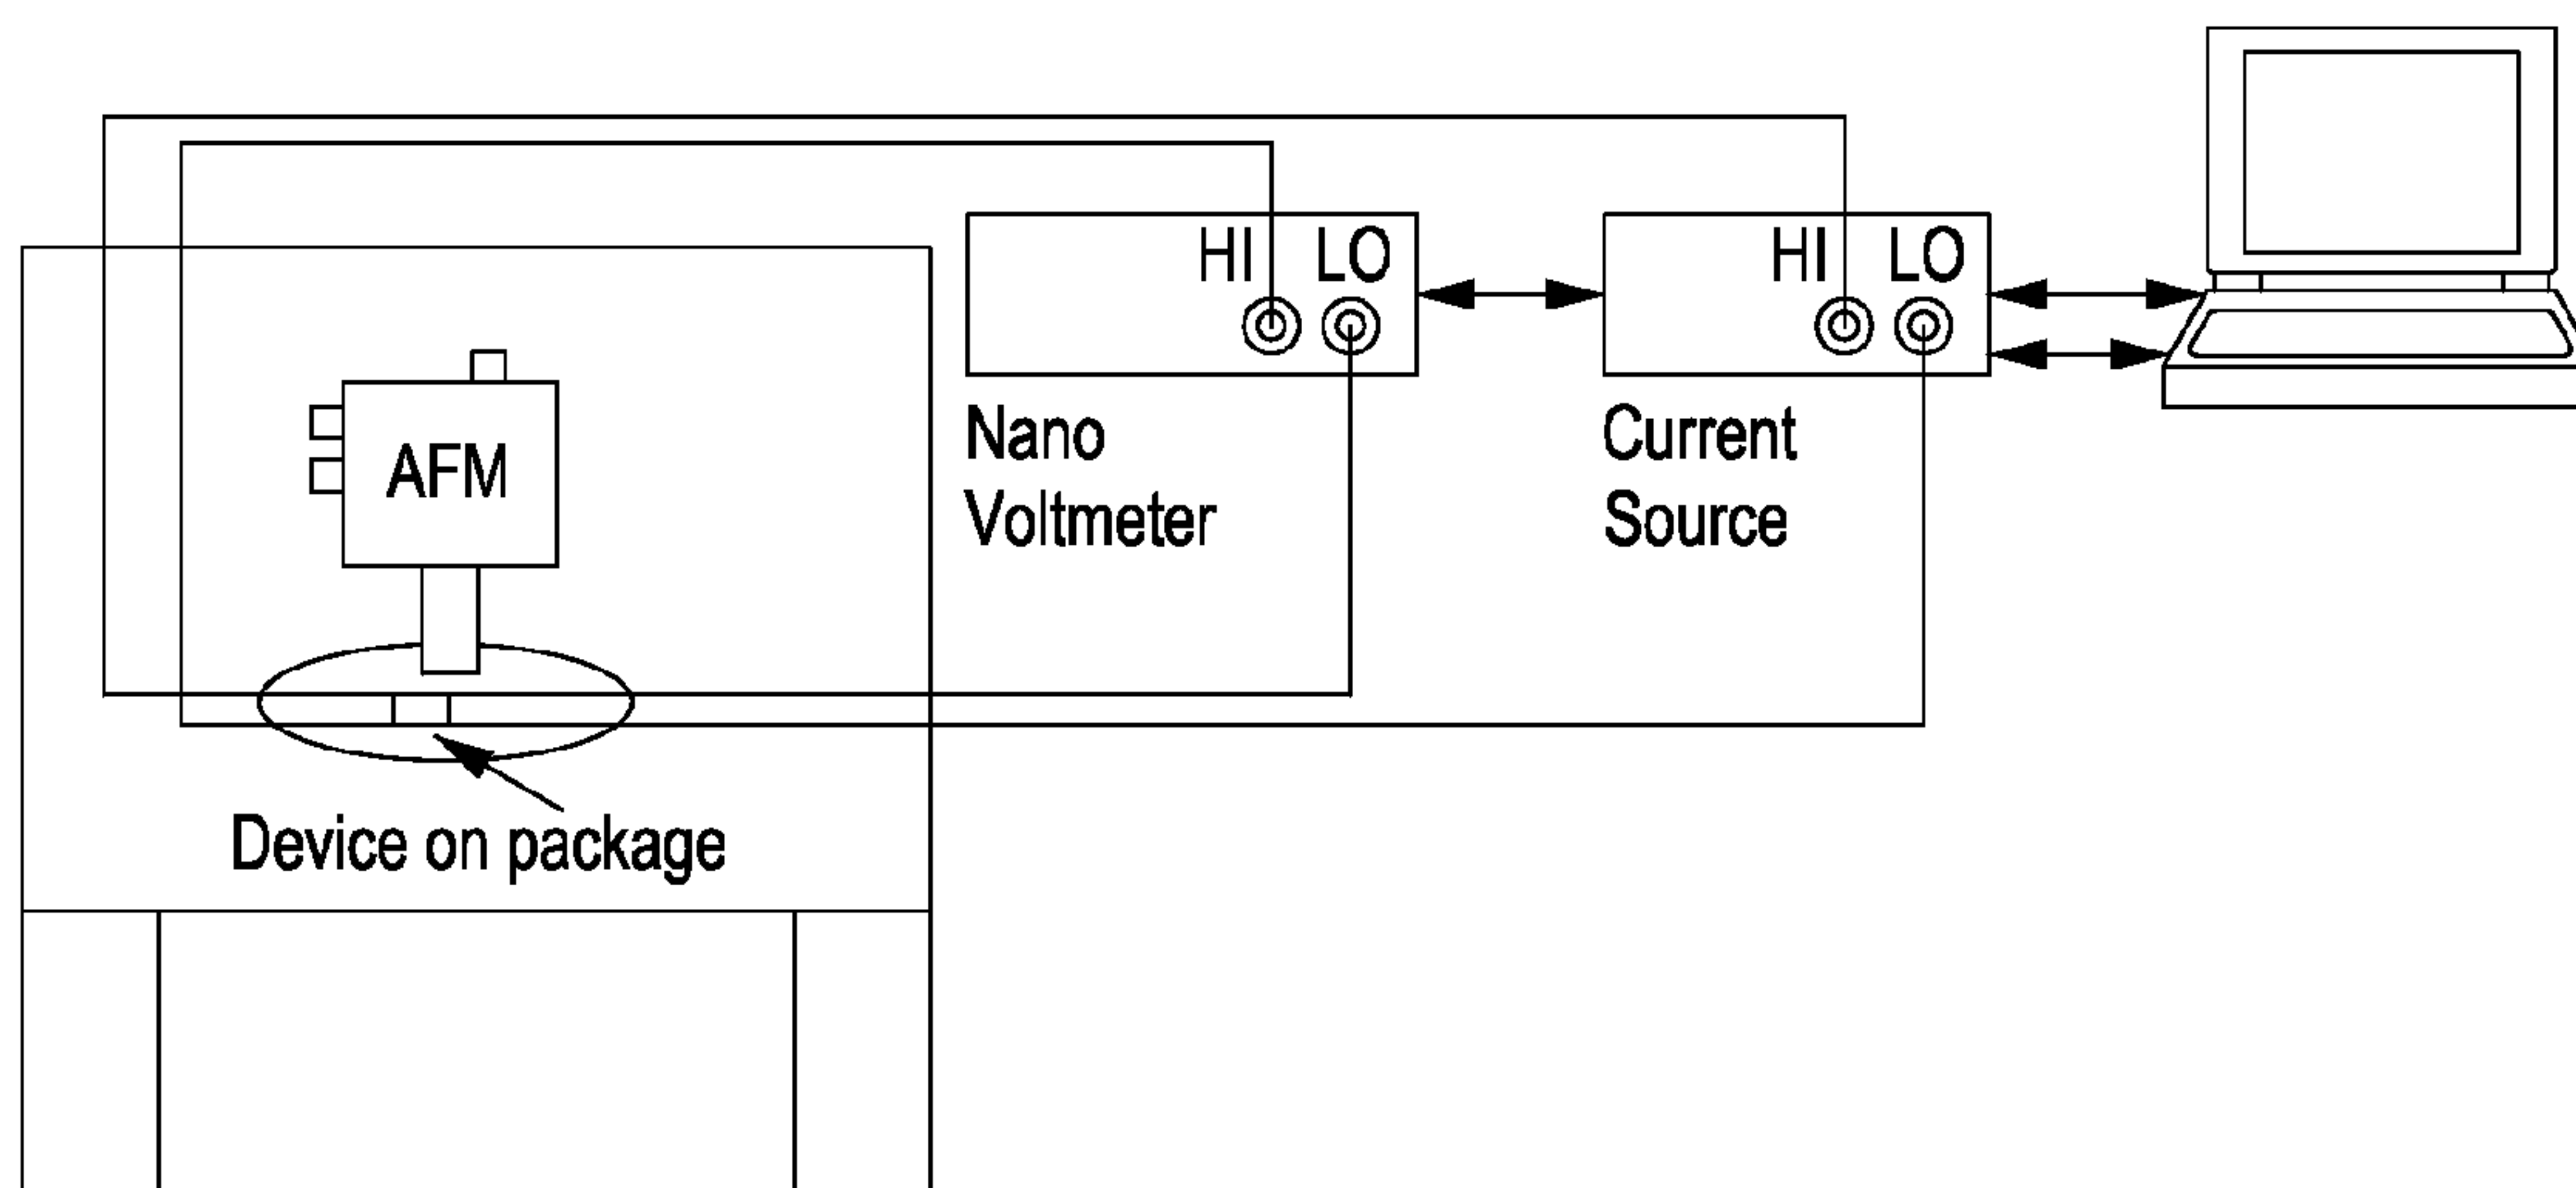 HI LO
HI LO
AFM
Nano
Voltmeter
Current
Source
Device on package